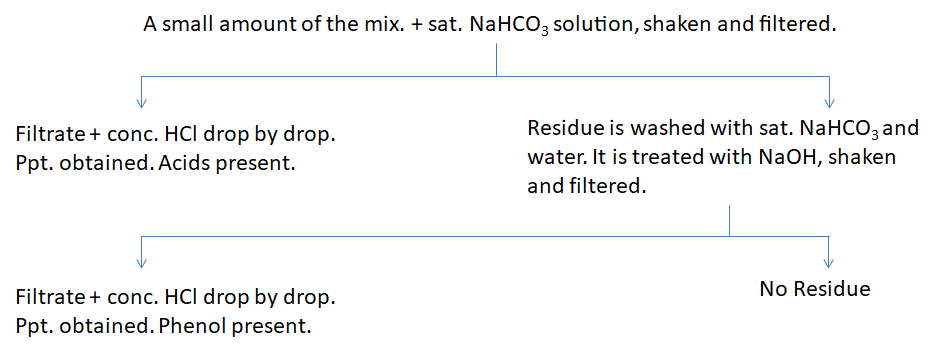 A small amount of the mix. + sat. NaHCO₃ solution, shaken and filtered.
Filtrate + conc. HCl drop by drop.
Ppt. obtained. Acids present.
Residue is washed with sat. NaHCO₃ and
water. It is treated with NaOH, shaken
and filtered.
Filtrate + conc. HCl drop by drop.
Ppt. obtained. Phenol present.
No Residue